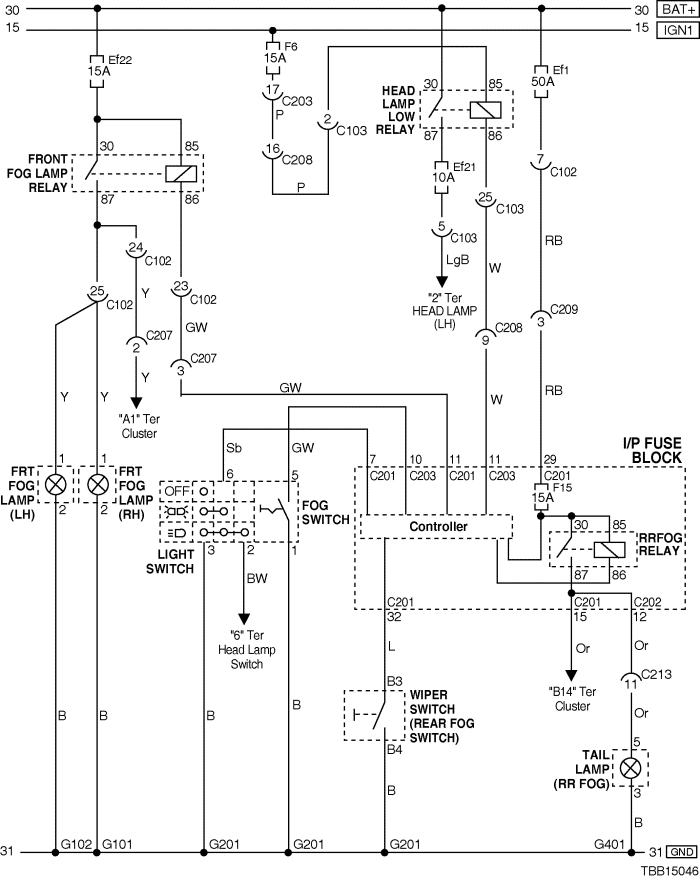 30 30 BAT+
15 15 IGN1
Ef22
15A
F6
15A
Ef1
50A
17 C203
P
16 C208
P
2 C103
HEAD
LAMP
LOW
RELAY
30 85
87 86
Ef21
10A
5 C103
LgB
"2" Ter
HEAD LAMP
(LH)
25 C103
W
C208
9
W
7 C102
RB
C209
3
RB
FRONT
FOG LAMP
RELAY
30 85
87 86
24 C102
Y
C207
2
Y
"A1" Ter
Cluster
25 C102
23 C102
GW
C207
3
GW
Y Y
Sb GW
FRT
FOG
LAMP
(LH)
1
2
FRT
FOG
LAMP
(RH)
1
2
6 5
OFF
FOG
SWITCH
LIGHT
SWITCH
3 2 1
BW
"6" Ter
Head Lamp
Switch
I/P FUSE
BLOCK
7 10 11 11 29
C201 C203 C201 C203 C201
F15
15A
Controller
30 85
RRFOG
RELAY
87 86
C201 C201 C202
32 15 12
L Or Or
"B14" Ter
Cluster
C213
11
Or
B3
WIPER
SWITCH
(REAR FOG
SWITCH)
B4
B
5
TAIL
LAMP
(RR FOG)
3
B
B B B B
31 G102 G101 G201 G201 G201 G401 31 GND
TBB15046